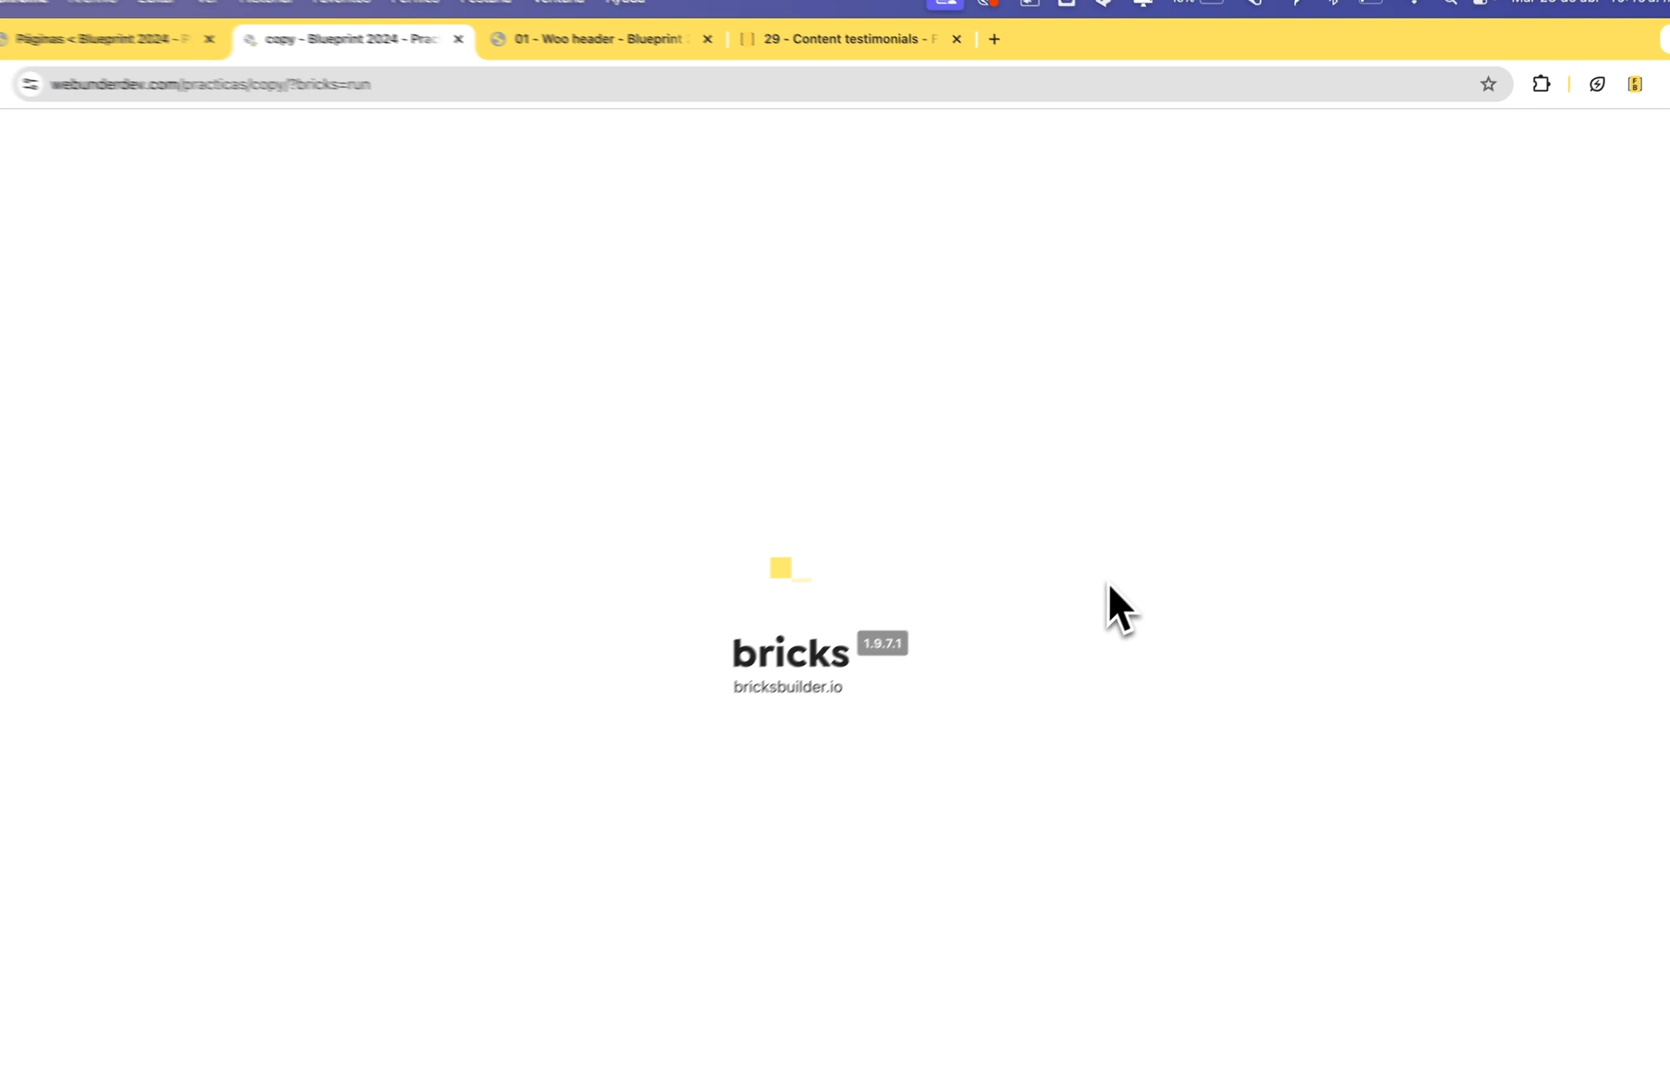 Páginas < Blueprint 2024 - P
copy - Blueprint 2024 - Prac
01 - Woo header - Blueprint
29 - Content testimonials - F
webunderdev.com/practicas/copy/?bricks=run
F
B
bricks 1.9.7.1
bricksbuilder.io